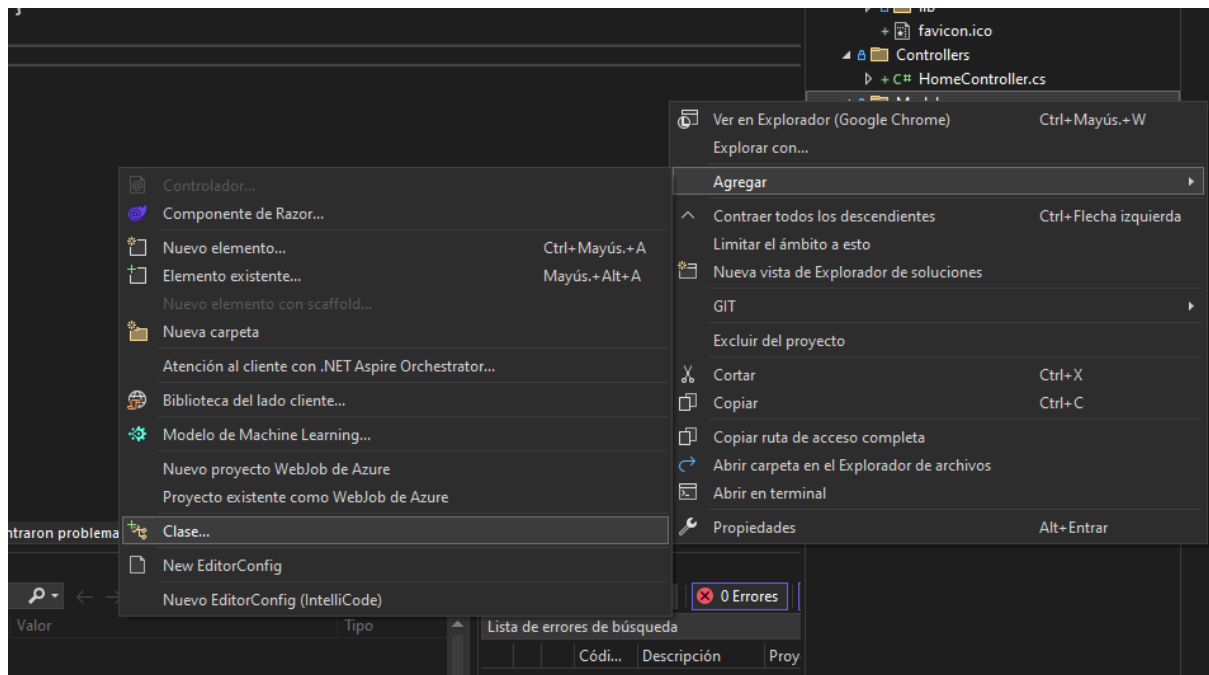 lib
favicon.ico
Controllers
C# HomeController.cs
Ver en Explorador (Google Chrome) Ctrl+Mayús.+W
Explorar con...
Agregar
Contraer todos los descendientes Ctrl+Flecha izquierda
Limitar el ámbito a esto
Nueva vista de Explorador de soluciones
GIT
Excluir del proyecto
Cortar Ctrl+X
Copiar Ctrl+C
Copiar ruta de acceso completa
Abrir carpeta en el Explorador de archivos
Abrir en terminal
Propiedades Alt+Entrar
Controlador...
Componente de Razor...
Nuevo elemento... Ctrl+Mayús.+A
Elemento existente... Mayús.+Alt+A
Nuevo elemento con scaffold...
Nueva carpeta
Atención al cliente con .NET Aspire Orchestrator...
Biblioteca del lado cliente...
Modelo de Machine Learning...
Nuevo proyecto WebJob de Azure
Proyecto existente como WebJob de Azure
Clase...
New EditorConfig
Nuevo EditorConfig (IntelliCode)
ntraron problema
0 Errores
Valor Tipo
Lista de errores de búsqueda
Códi... Descripción Proy